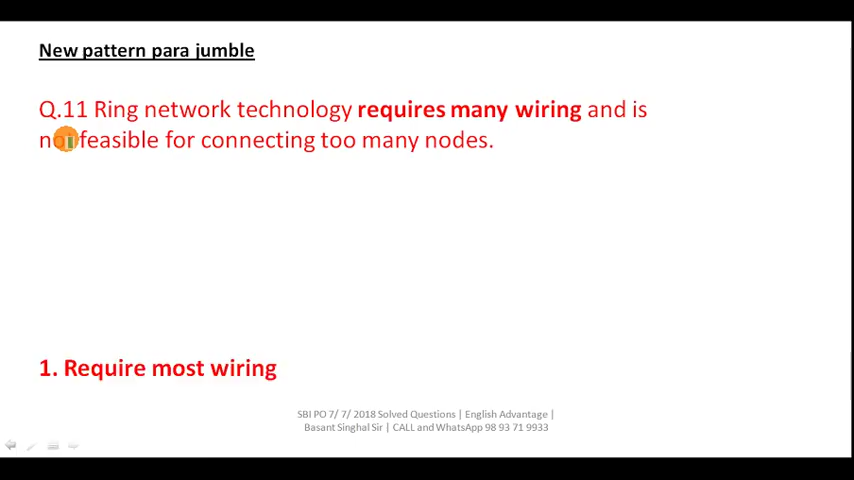 New pattern para jumble
Q.11 Ring network technology requires many wiring and is
not feasible for connecting too many nodes.
1. Require most wiring
SBI PO 7/ 7/ 2018 Solved Questions | English Advantage |
Basant Singhal Sir | CALL and WhatsApp 98 93 71 9933